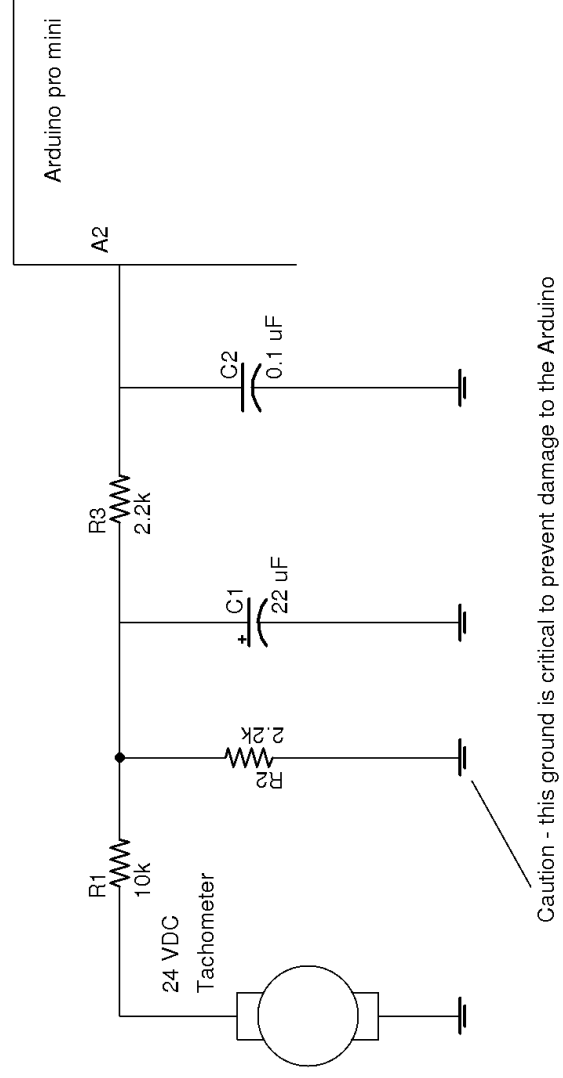 Arduino pro mini
A2
C2
0.1 uF
R3
2.2k
C1
+
22 uF
R2
2.2k
R1
10k
24 VDC
Tachometer
Caution - this ground is critical to prevent damage to the Arduino